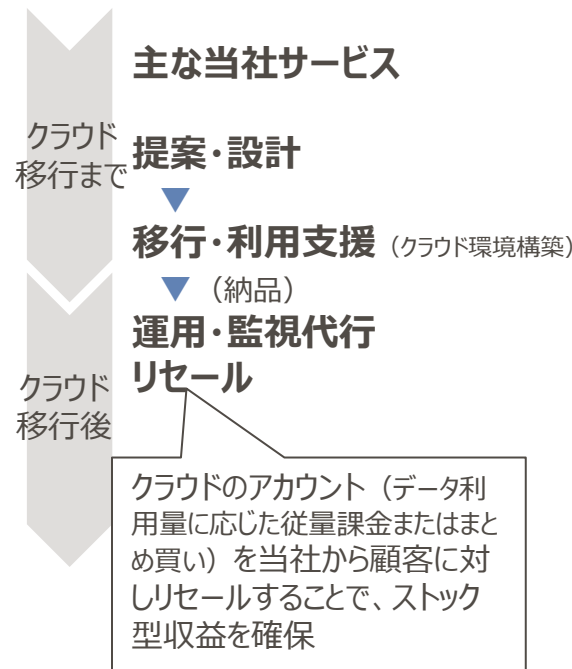 主な当社サービス
クラウド
移行まで
提案・設計
▼
移行・利用支援（クラウド環境構築）
▼（納品）
運用・監視代行
リセール
クラウド
移行後
クラウドのアカウント（データ利
用量に応じた従量課金またはまと
め買い）を当社から顧客に対
しリセールすることで、ストック
型収益を確保